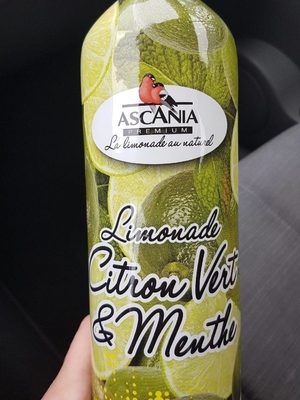 ASCANIA
PREMIUM
La limonade au naturel
Limonade
Citron Vert
& Menthe